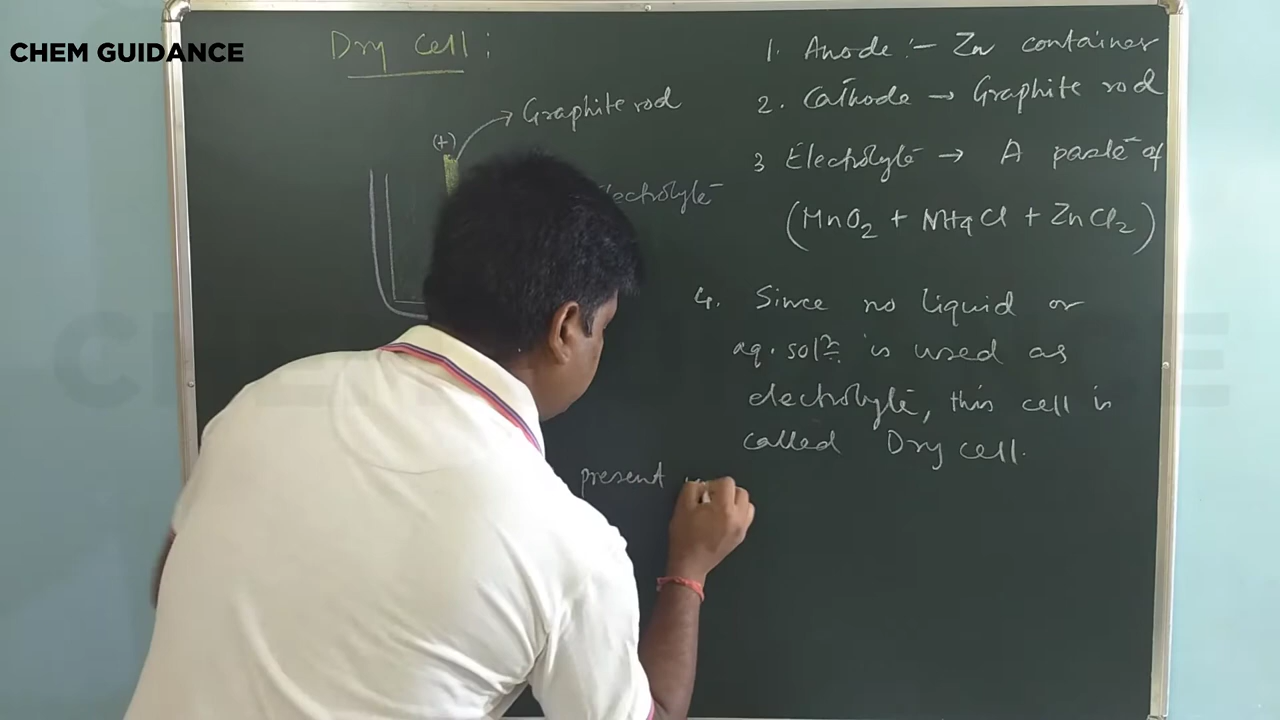 CHEM GUIDANCE
Dry Cell :
(+)
Graphite rod
Electrolyte
1. Anode :- Zn container
2. Cathode → Graphite rod
3 Electrolyte → A paste of
(MnO2 + NH4Cl + ZnCl2)
4. Since no liquid or
aq. soln is used as
electrolyte, this cell is
called Dry cell.
present